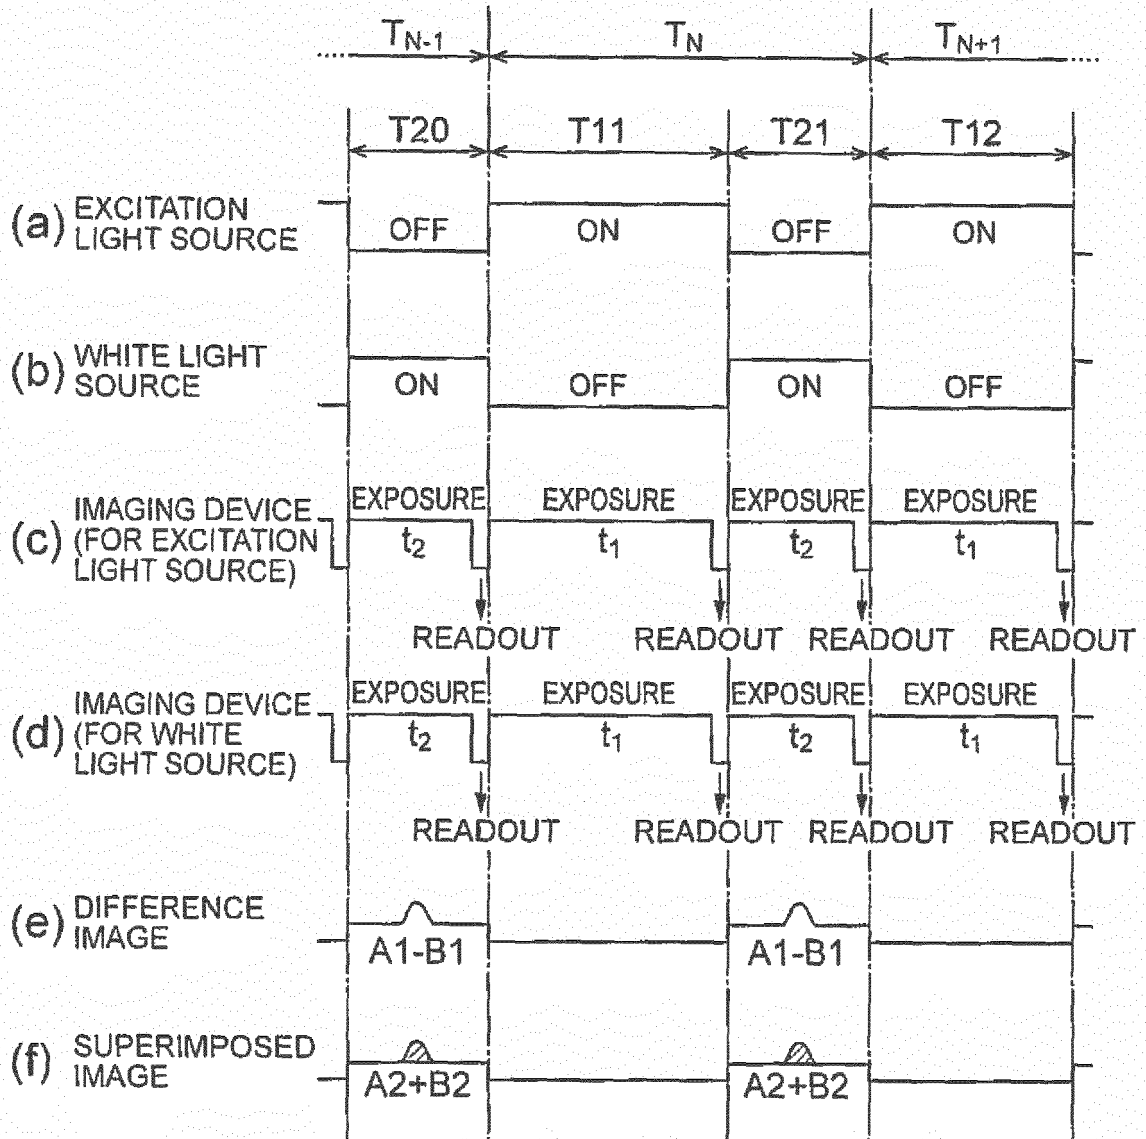 T_N-1 T_N T_N+1
T20 T11 T21 T12
(a) EXCITATION
LIGHT SOURCE
OFF ON OFF ON
(b) WHITE LIGHT
SOURCE
ON OFF ON OFF
(c) IMAGING DEVICE
(FOR EXCITATION
LIGHT SOURCE)
EXPOSURE EXPOSURE EXPOSURE EXPOSURE
t2 t1 t2 t1
READOUT READOUT READOUT READOUT
(d) IMAGING DEVICE
(FOR WHITE
LIGHT SOURCE)
EXPOSURE EXPOSURE EXPOSURE EXPOSURE
t2 t1 t2 t1
READOUT READOUT READOUT READOUT
(e) DIFFERENCE
IMAGE
A1-B1 A1-B1
(f) SUPERIMPOSED
IMAGE
A2+B2 A2+B2